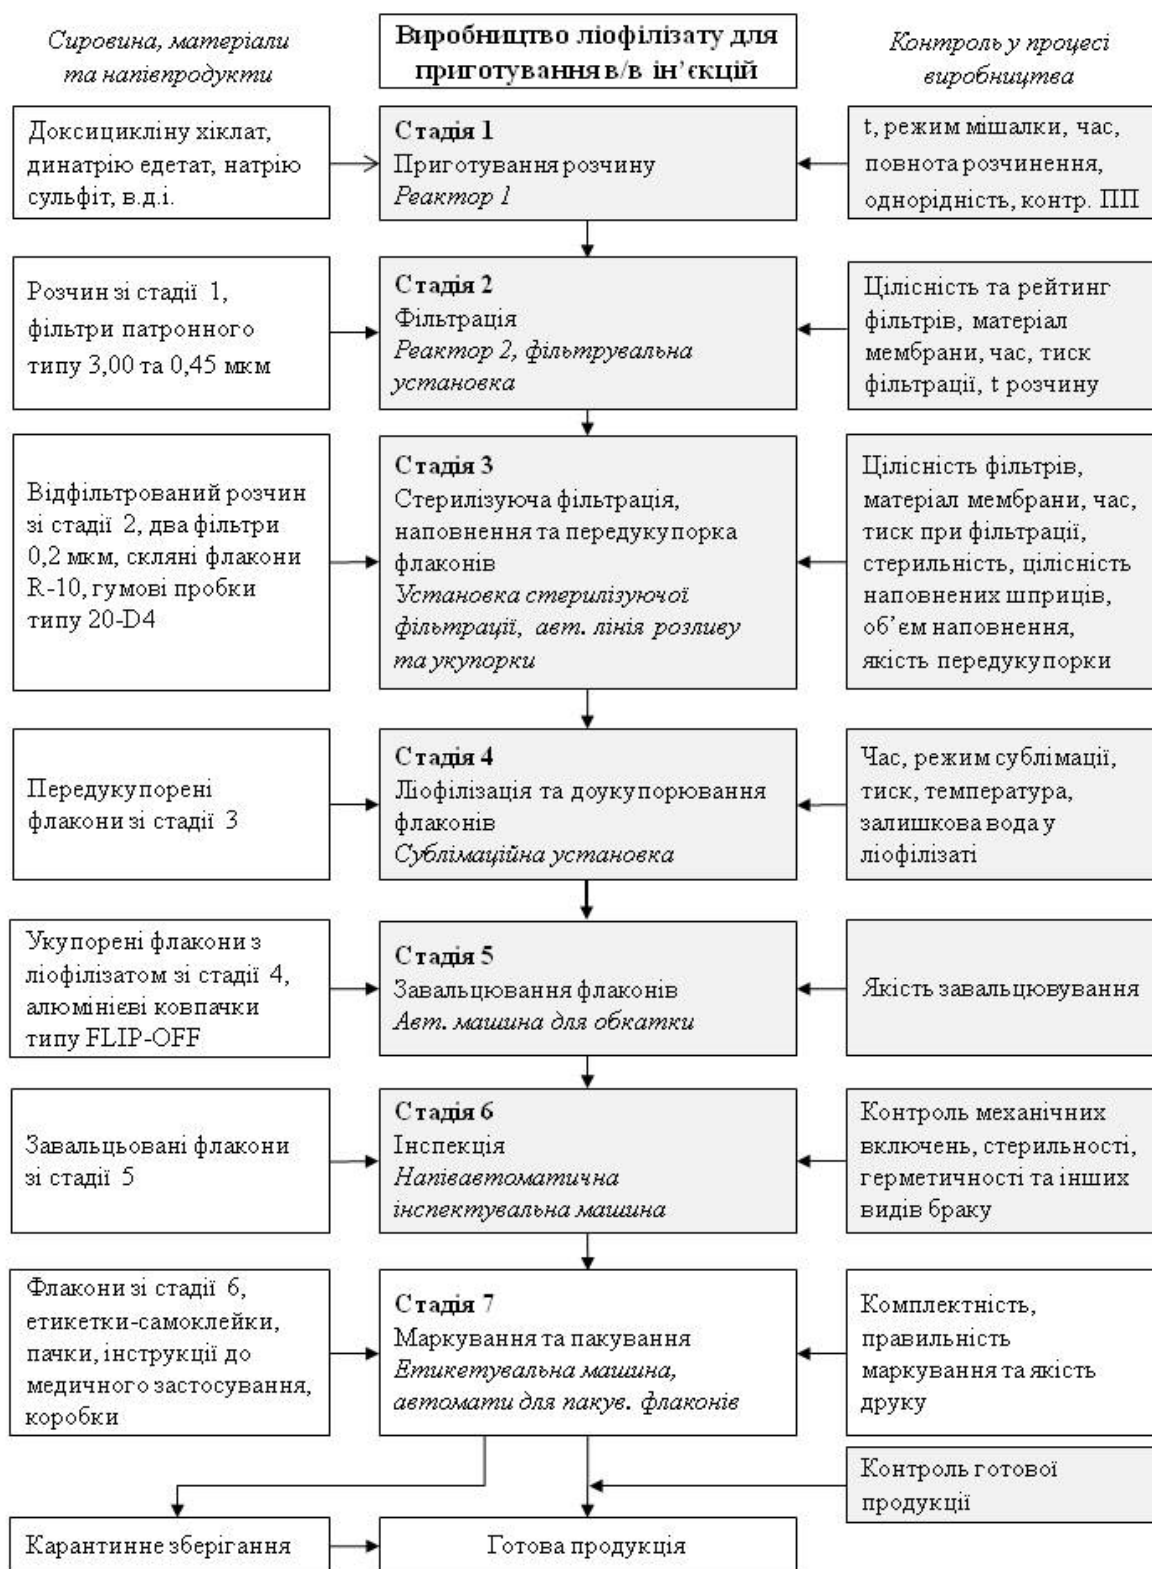 Сировина, матеріали
та напівпродукти
Виробництво ліофілізату для
приготування в/в ін’єкцій
Контроль у процесі
виробництва
Доксицикліну хіклат,
динатрію едетат, натрію
сульфіт, в.д.і.
Стадія 1
Приготування розчину
Реактор 1
t, режим мішалки, час,
повнота розчинення,
однорідність, контр. ПП
Розчин зі стадії 1,
фільтри патронного
типу 3,00 та 0,45 мкм
Стадія 2
Фільтрація
Реактор 2, фільтрувальна
установка
Цілісність та рейтинг
фільтрів, матеріал
мембрани, час, тиск
фільтрації, t розчину
Відфільтрований розчин
зі стадії 2, два фільтри
0,2 мкм, скляні флакони
R-10, гумові пробки
типу 20-D4
Стадія 3
Стерилізуюча фільтрація,
наповнення та передукупорка
флаконів
Установка стерилізуючої
фільтрації, авт. лінія розливу
та укупорки
Цілісність фільтрів,
матеріал мембрани, час,
тиск при фільтрації,
стерильність, цілісність
наповнених шприців,
об’єм наповнення,
якість передукупорки
Передукупорені
флакони зі стадії 3
Стадія 4
Ліофілізація та доукупорювання
флаконів
Сублімаційна установка
Час, режим сублімації,
тиск, температура,
залишкова вода у
ліофілізаті
Укупорені флакони з
ліофілізатом зі стадії 4,
алюмінієві ковпачки
типу FLIP-OFF
Стадія 5
Завальцювання флаконів
Авт. машина для обкатки
Якість завальцювування
Завальцьовані флакони
зі стадії 5
Стадія 6
Інспекція
Напівавтоматична
інспектувальна машина
Контроль механічних
включень, стерильності,
герметичності та інших
видів браку
Флакони зі стадії 6,
етикетки-самоклейки,
пачки, інструкції до
медичного застосування,
коробки
Стадія 7
Маркування та пакування
Етикетувальна машина,
автомати для пакув. флаконів
Комплектність,
правильність
маркування та якість
друку
Контроль готової
продукції
Карантинне зберігання
Готова продукція